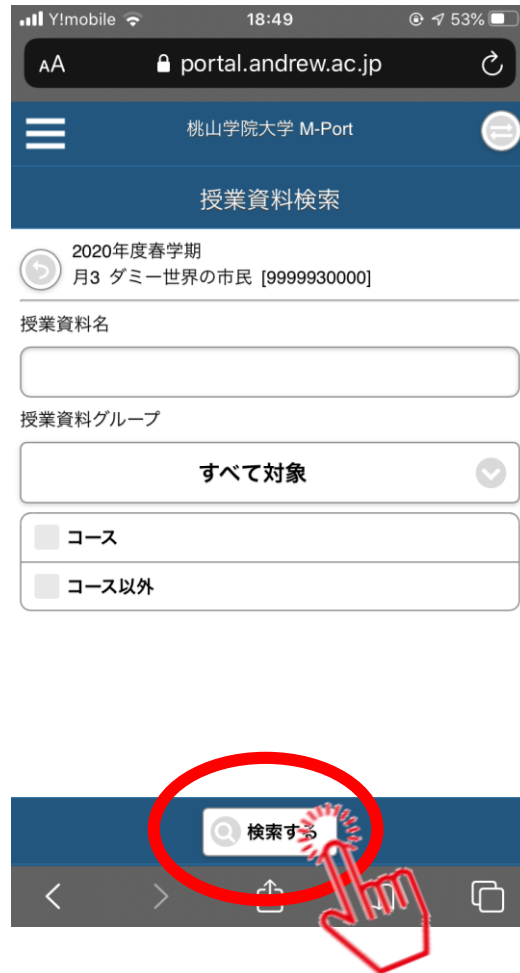 Y!mobile 18:49 53%
AA portal.andrew.ac.jp
桃山学院大学 M-Port
授業資料検索
2020年度春学期
月3 ダミー世界の市民 [9999930000]
授業資料名
授業資料グループ
すべて対象
コース
コース以外
検索する